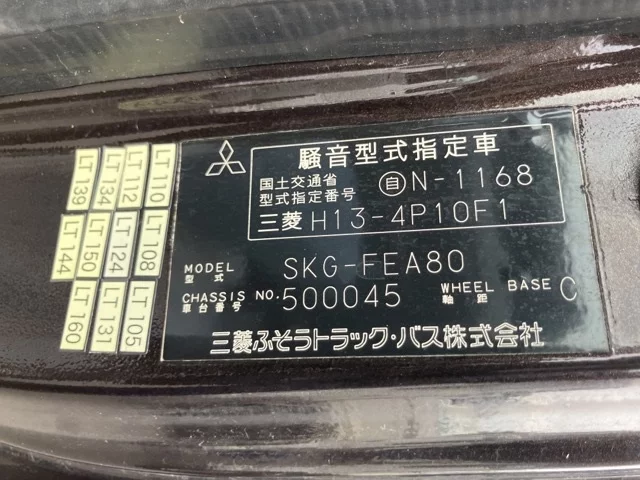 騒音型式指定車
国土交通省
型式指定番号 自N-1168
三菱 H13-4P10F1
MODEL
型式 SKG-FEA80
CHASSIS NO.
車台番号 500045 WHEEL BASE
軸距 C
三菱ふそうトラック・バス株式会社
LT 139 LT 134 LT 112 LT 110
LT 144 LT 150 LT 124 LT 108
LT 160 LT 131 LT 105